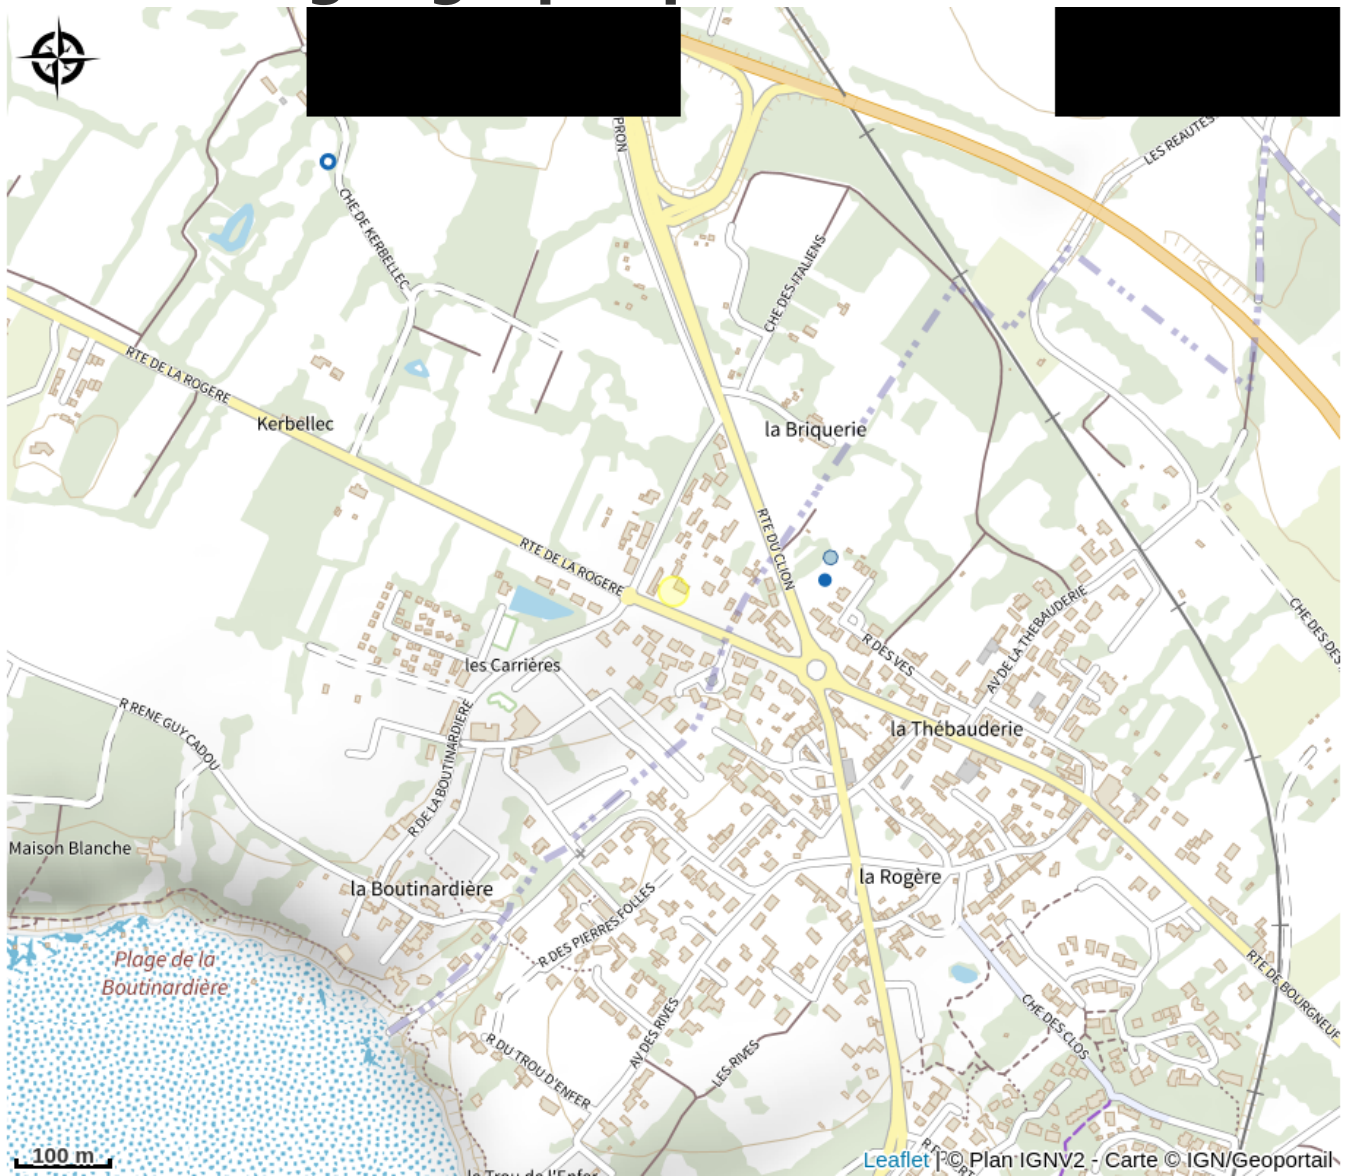 PRON
LES REAUTES
CHE DE KERBELLEC
CHE DES ITALIENS
RTE DE LA ROGERE
Kerbellec
la Briquerie
RTE DU CLION
RTE DE LA ROGERE
AV DE LA THEBAUDERIE
CHE DES DES
R DES VES
les Carrières
R RENE GUY CADOU
R DE LA BOUTINARDIERE
la Thébauderie
Maison Blanche
la Boutinardière
la Rogère
R DES PIERRES FOLLES
Plage de la
Boutinardière
RTE DE BOURGNEUF
CHE DES CLOS
AV DES RIVES
R DU TROU D'ENFER
LES RIVES
100 m
Leaflet | © Plan IGNV2 - Carte © IGN/Geoportail